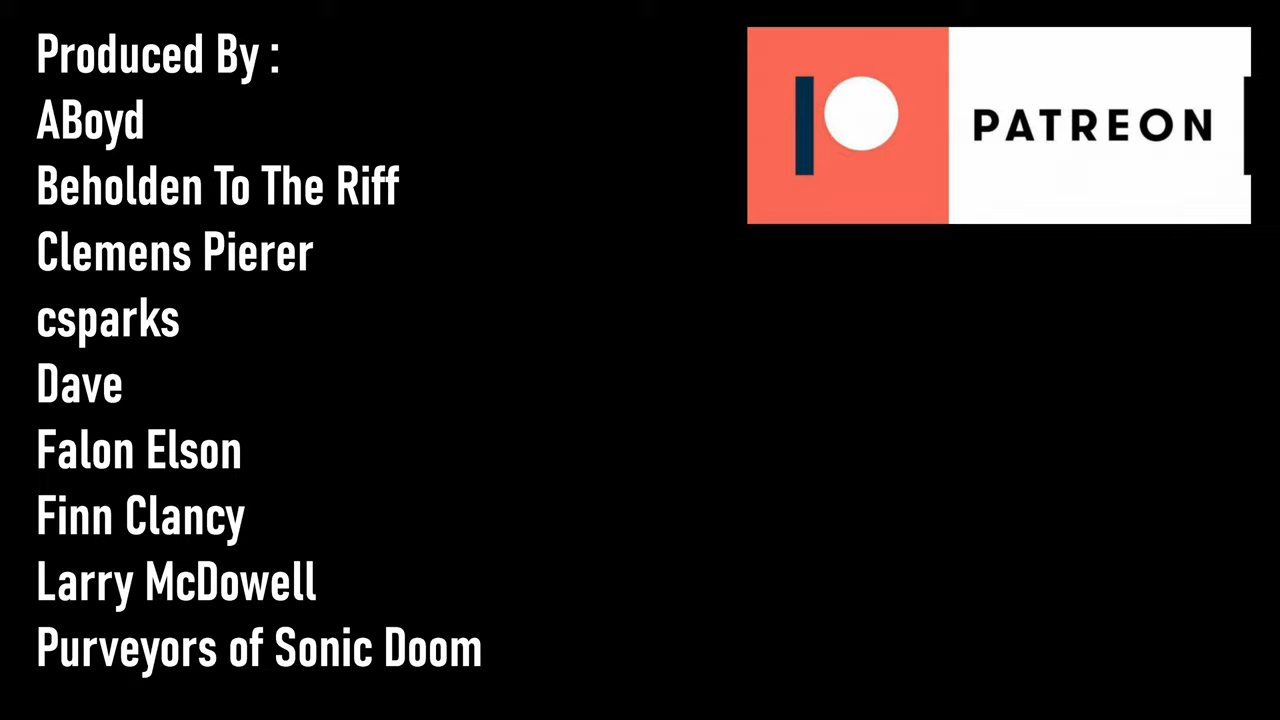 Produced By :
ABoyd
Beholden To The Riff
Clemens Pierer
csparks
Dave
Falon Elson
Finn Clancy
Larry McDowell
Purveyors of Sonic Doom
PATREON